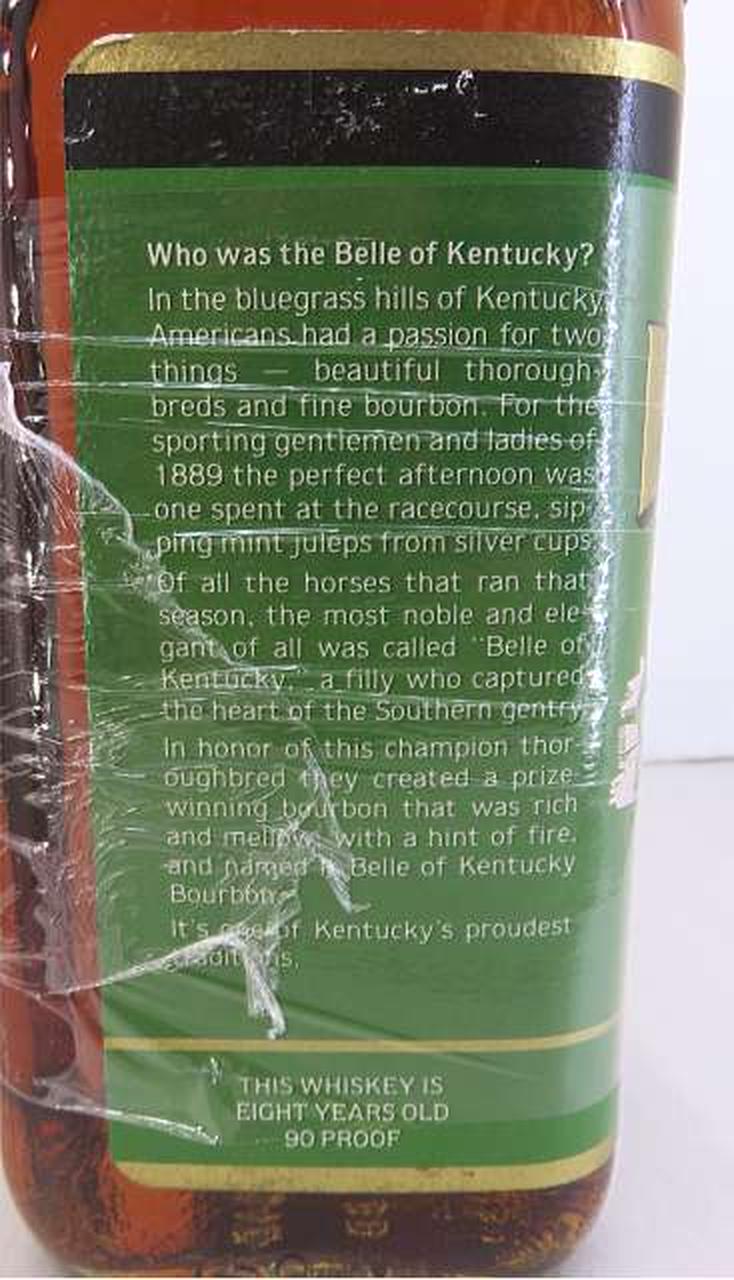 Who was the Belle of Kentucky?
In the bluegrass hills of Kentucky
Americans had a passion for two
things — beautiful thorough-
breds and fine bourbon. For the
sporting gentlemen and ladies of
1889 the perfect afternoon was
one spent at the racecourse, sip-
ping mint juleps from silver cups.
Of all the horses that ran that
season, the most noble and ele-
gant of all was called "Belle of
Kentucky," a filly who captured
the heart of the Southern gentry.
In honor of this champion thor-
oughbred they created a prize
winning bourbon that was rich
and mellow, with a hint of fire,
and named it Belle of Kentucky
Bourbon.
It's one of Kentucky's proudest
traditions.
THIS WHISKEY IS
EIGHT YEARS OLD
90 PROOF